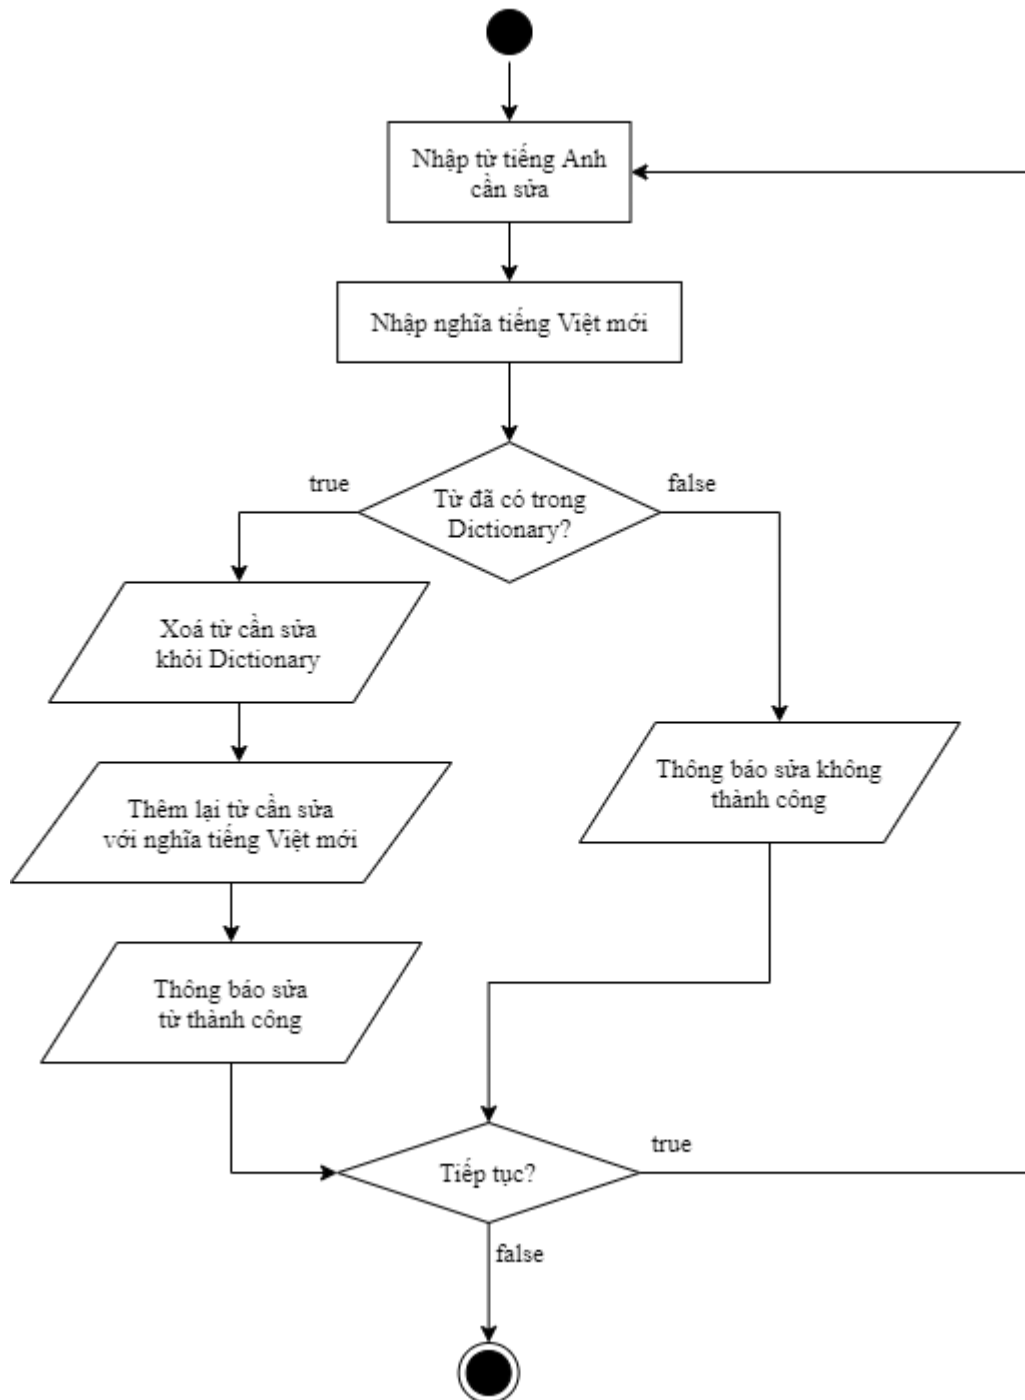 Nhập từ tiếng Anh
cần sửa
Nhập nghĩa tiếng Việt mới
true
false
Từ đã có trong
Dictionary?
Xoá từ cần sửa
khỏi Dictionary
Thêm lại từ cần sửa
với nghĩa tiếng Việt mới
Thông báo sửa không
thành công
Thông báo sửa
từ thành công
Tiếp tục?
true
false